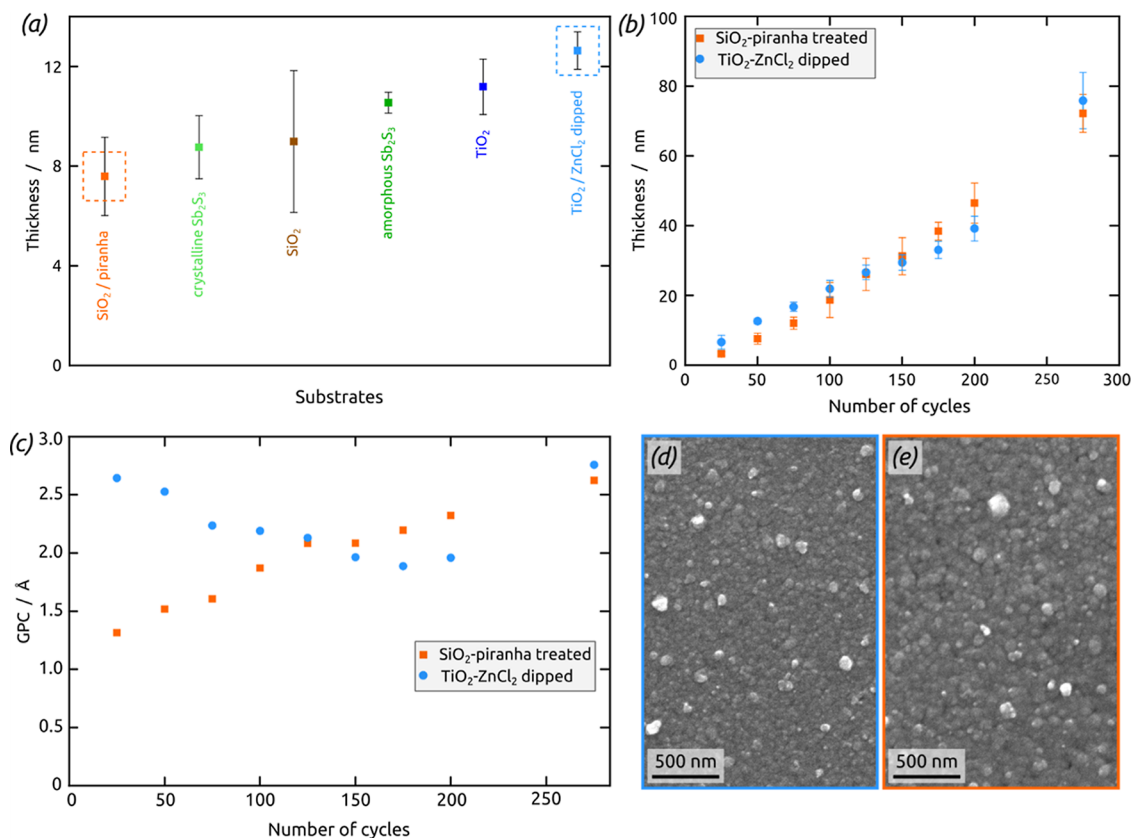 (a)
12
8
4
0
Thickness / nm
SiO₂ / piranha
crystalline Sb₂S₃
SiO₂
amorphous Sb₂S₃
TiO₂
TiO₂ / ZnCl₂ dipped
Substrates
(b)
100
80
60
40
20
0
Thickness / nm
SiO₂-piranha treated
TiO₂-ZnCl₂ dipped
0 50 100 150 200 250 300
Number of cycles
(c)
3.0
2.5
2.0
1.5
1.0
0.5
0
GPC / Å
SiO₂-piranha treated
TiO₂-ZnCl₂ dipped
0 50 100 150 200 250
Number of cycles
(d)
500 nm
(e)
500 nm